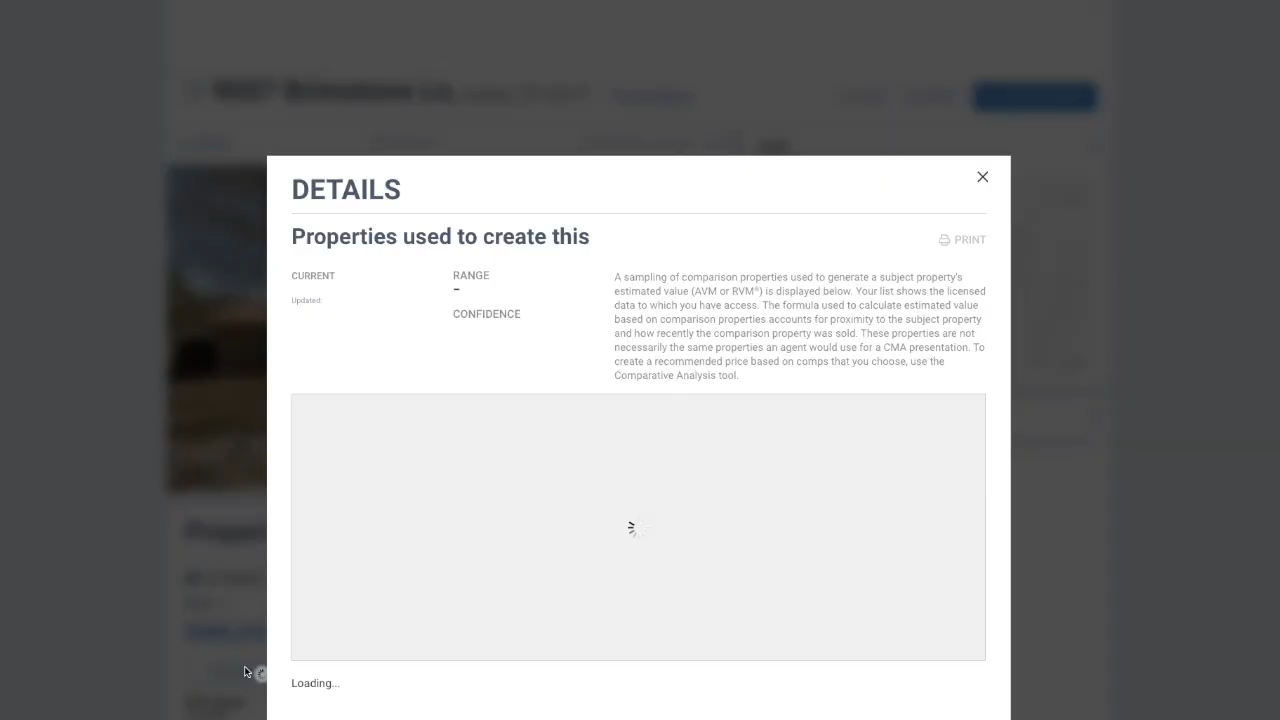 DETAILS
Properties used to create this
PRINT
CURRENT
Updated:
RANGE
–
CONFIDENCE
A sampling of comparison properties used to generate a subject property's
estimated value (AVM or RVM®) is displayed below. Your list shows the licensed
data to which you have access. The formula used to calculate estimated value
based on comparison properties accounts for proximity to the subject property
and how recently the comparison property was sold. These properties are not
necessarily the same properties an agent would use for a CMA presentation. To
create a recommended price based on comps that you choose, use the
Comparative Analysis tool.
Loading...